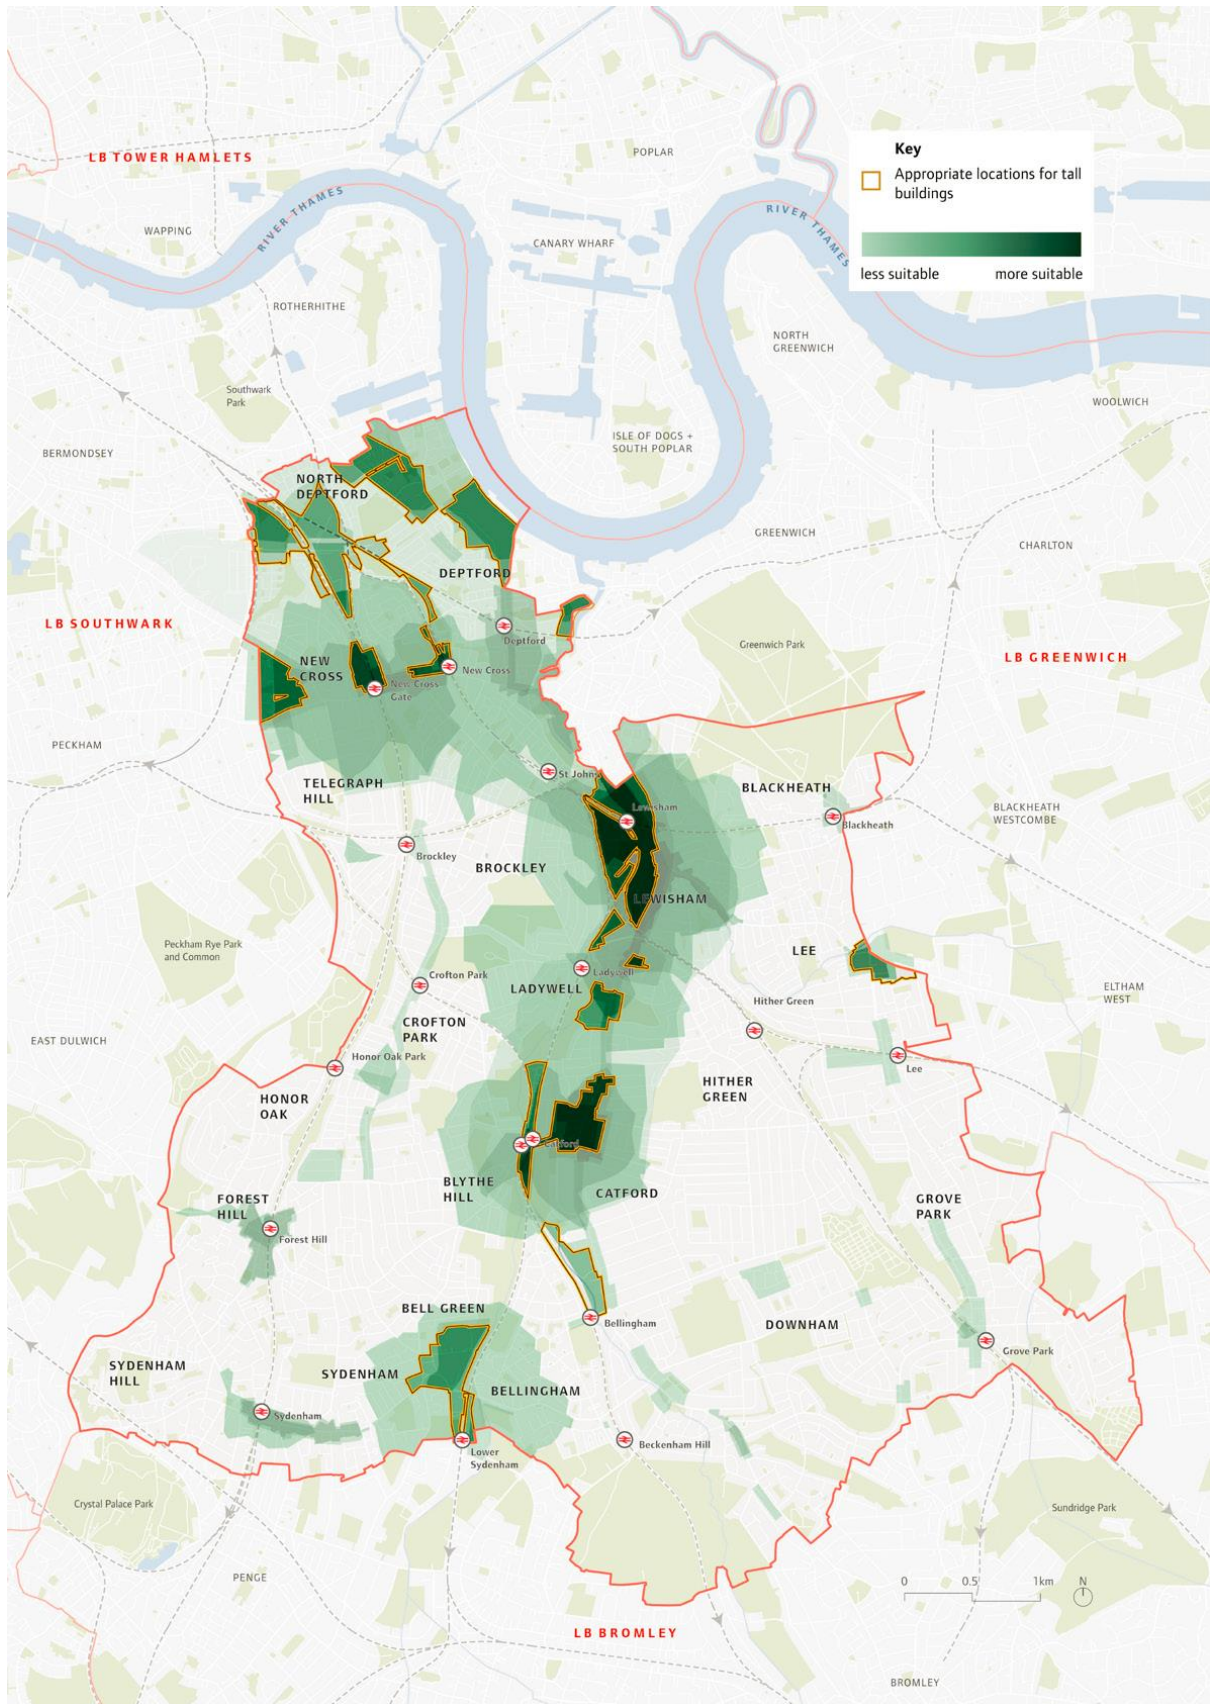 LB TOWER HAMLETS
POPLAR
Key
Appropriate locations for tall
buildings
less suitable
more suitable
RIVER THAMES
RIVER THAMES
WAPPING
CANARY WHARF
ROTHERHITHE
NORTH
GREENWICH
Southwark
Park
WOOLWICH
BERMONDSEY
ISLE OF DOGS +
SOUTH POPLAR
NORTH
DEPTFORD
GREENWICH
CHARLTON
DEPTFORD
LB SOUTHWARK
Deptford
Greenwich Park
LB GREENWICH
NEW
CROSS
New Cross
New Cross
Gate
PECKHAM
TELEGRAPH
HILL
St Johns
BLACKHEATH
Lewisham
Blackheath
BLACKHEATH
WESTCOMBE
Brockley
BROCKLEY
LEWISHAM
Peckham Rye Park
and Common
LEE
Crofton Park
Ladywell
LADYWELL
ELTHAM
WEST
Hither Green
CROFTON
PARK
EAST DULWICH
Honor Oak Park
Lee
HONOR
OAK
HITHER
GREEN
Catford
BLYTHE
HILL
CATFORD
FOREST
HILL
GROVE
PARK
Forest Hill
BELL GREEN
Bellingham
DOWNHAM
Grove Park
SYDENHAM
HILL
SYDENHAM
BELLINGHAM
Sydenham
Lower
Sydenham
Beckenham Hill
Crystal Palace Park
Sundridge Park
PENGE
0 0.5 1km N
LB BROMLEY
BROMLEY